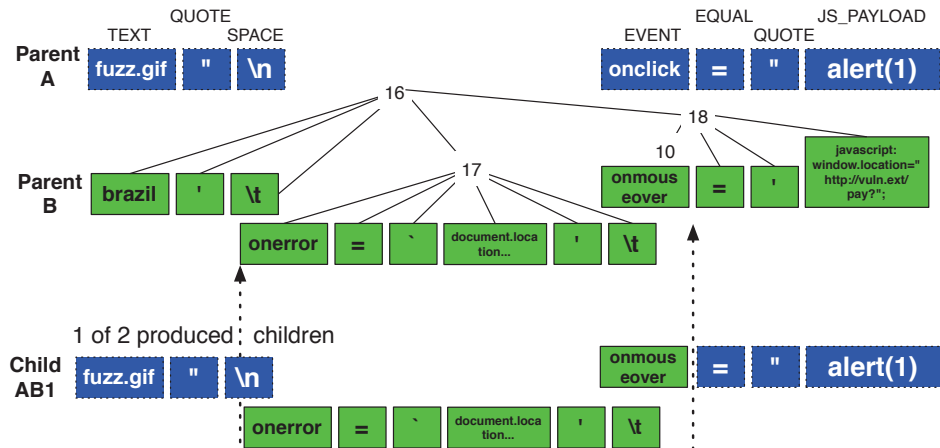 QUOTE EQUAL JS_PAYLOAD
TEXT SPACE EVENT QUOTE
Parent A
fuzz.gif " \n onclick = " alert(1)
16
18
10
17
Parent B
brazil ' \t
onmous
eover
= '
javascript:
window.location="
http://vuln.ext/
pay?";
onerror = `
document.loca
tion...
' \t
1 of 2 produced children
Child
AB1
fuzz.gif " \n
onmous
eover
= " alert(1)
onerror = `
document.loca
tion...
' \t